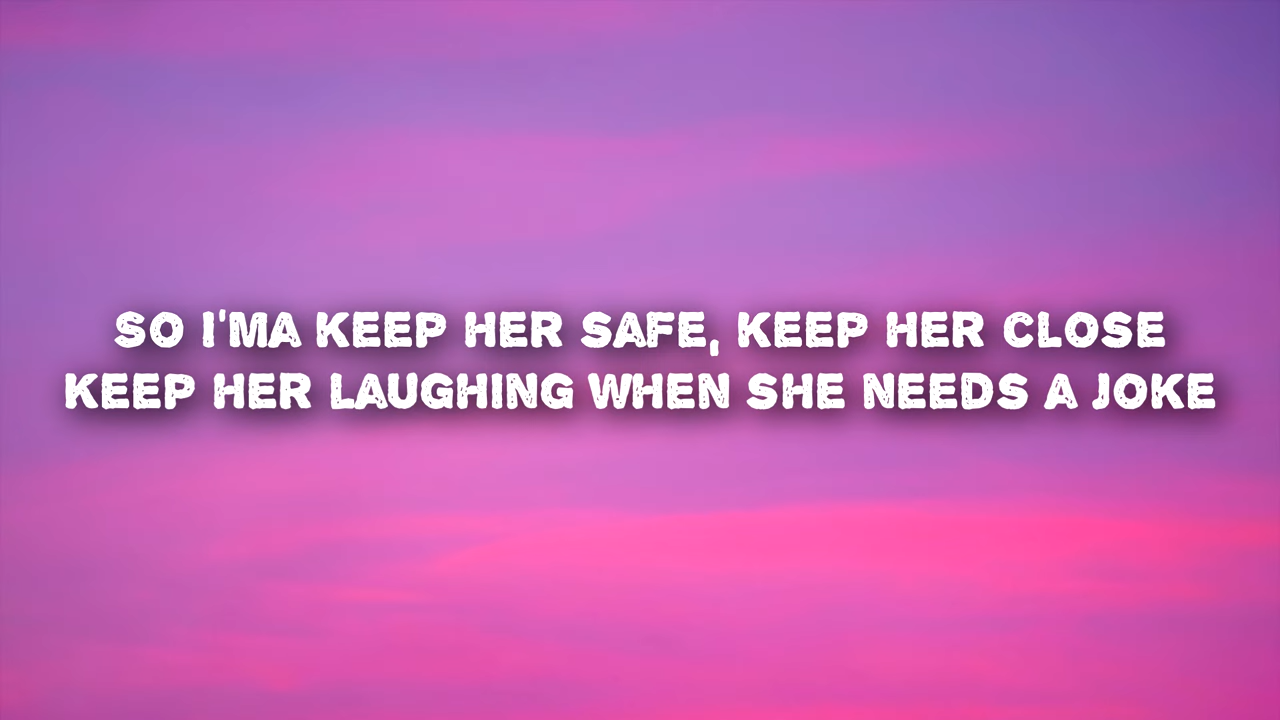 SO I'MA KEEP HER SAFE, KEEP HER CLOSE
KEEP HER LAUGHING WHEN SHE NEEDS A JOKE